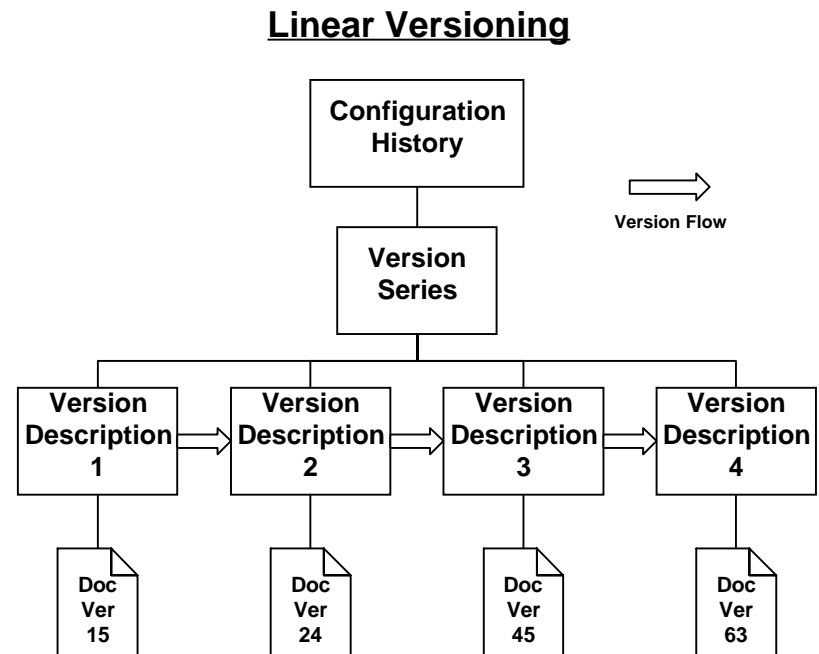 Linear Versioning
Configuration
History
Version Flow
Version
Series
Version
Description
1
Version
Description
2
Version
Description
3
Version
Description
4
Doc
Ver
15
Doc
Ver
24
Doc
Ver
45
Doc
Ver
63